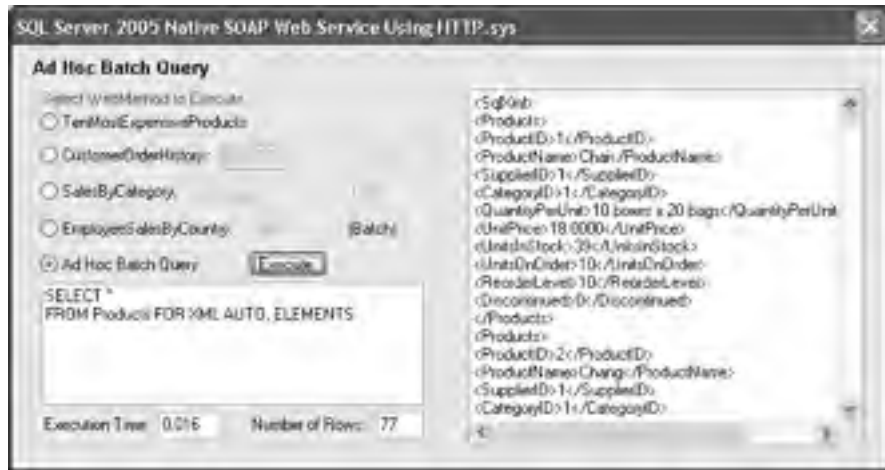 SQL Server 2005 Native SOAP Web Service Using HTTP.sys
Ad Hoc Batch Query
Select WebMethod to Execute
TenMostExpensiveProducts
CustomerOrderHistory:
SalesByCategory:
EmployeeSalesByCountry: (Batch)
Ad Hoc Batch Query Execute
SELECT *
FROM Products FOR XML AUTO, ELEMENTS
Execution Time: 0.016 Number of Rows: 77
<SqlXml>
<Products>
<ProductID>1</ProductID>
<ProductName>Chai</ProductName>
<SupplierID>1</SupplierID>
<CategoryID>1</CategoryID>
<QuantityPerUnit>10 boxes x 20 bags</QuantityPerUnit
<UnitPrice>18.0000</UnitPrice>
<UnitsInStock>39</UnitsInStock>
<UnitsOnOrder>10</UnitsOnOrder>
<ReorderLevel>10</ReorderLevel>
<Discontinued>0</Discontinued>
</Products>
<Products>
<ProductID>2</ProductID>
<ProductName>Chang</ProductName>
<SupplierID>1</SupplierID>
<CategoryID>1</CategoryID>